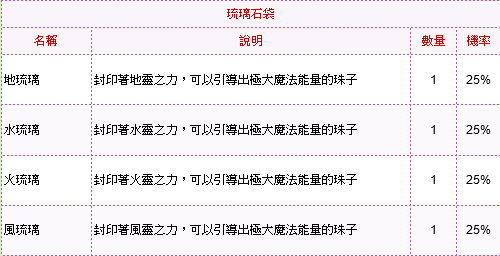 琉璃石袋
名稱 說明 數量 機率
地琉璃 封印著地靈之力，可以引導出極大魔法能量的珠子 1 25%
水琉璃 封印著水靈之力，可以引導出極大魔法能量的珠子 1 25%
火琉璃 封印著火靈之力，可以引導出極大魔法能量的珠子 1 25%
風琉璃 封印著風靈之力，可以引導出極大魔法能量的珠子 1 25%